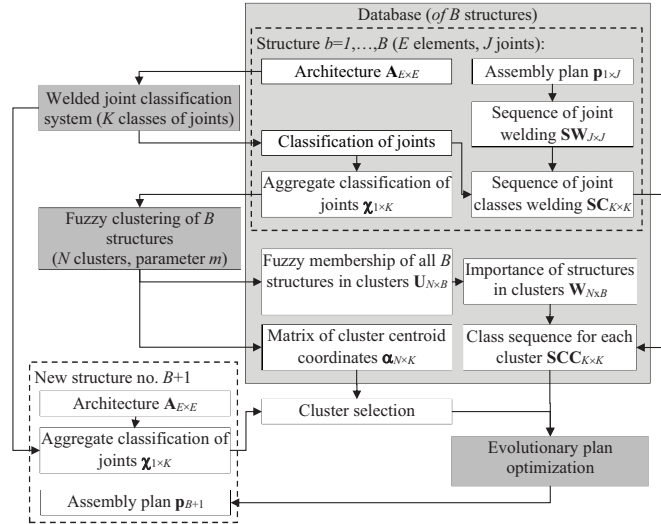 Database (of B structures)
Structure b=1,…,B (E elements, J joints):
Architecture A_{E×E}
Assembly plan p_{1×J}
Welded joint classification
system (K classes of joints)
Sequence of joint
welding SW_{J×J}
Classification of joints
Aggregate classification of
joints χ_{1×K}
Sequence of joint
classes welding SC_{K×K}
Fuzzy clustering of B
structures
(N clusters, parameter m)
Fuzzy membership of all B
structures in clusters U_{N×B}
Importance of structures
in clusters W_{NxB}
Matrix of cluster centroid
coordinates α_{N×K}
Class sequence for each
cluster SCC_{K×K}
New structure no. B+1
Architecture A_{E×E}
Aggregate classification of
joints χ_{1×K}
Assembly plan p_{B+1}
Cluster selection
Evolutionary plan
optimization